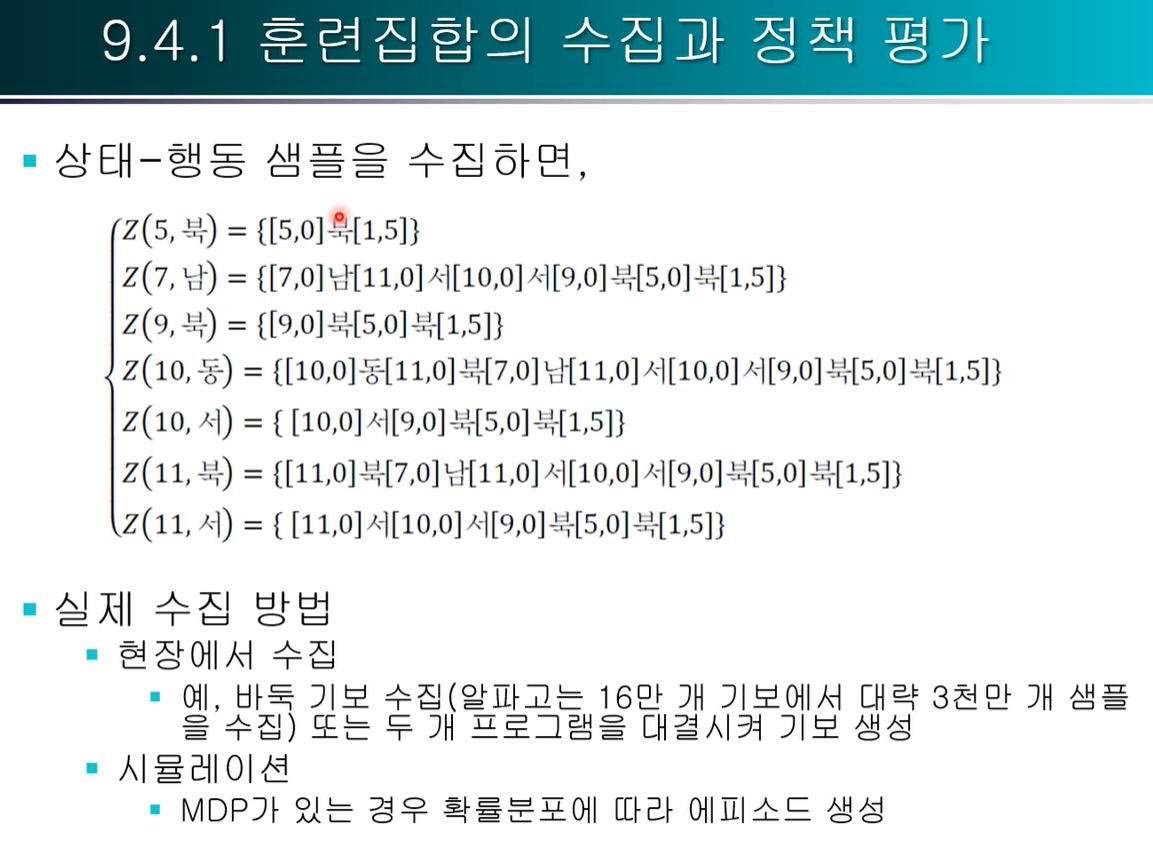 9.4.1 훈련집합의 수집과 정책 평가
상태-행동 샘플을 수집하면,
Z(5, 북) = {[5,0]북[1,5]}
Z(7, 남) = {[7,0]남[11,0]서[10,0]서[9,0]북[5,0]북[1,5]}
Z(9, 북) = {[9,0]북[5,0]북[1,5]}
Z(10, 동) = {[10,0]동[11,0]북[7,0]남[11,0]서[10,0]서[9,0]북[5,0]북[1,5]}
Z(10, 서) = { [10,0]서[9,0]북[5,0]북[1,5]}
Z(11, 북) = {[11,0]북[7,0]남[11,0]서[10,0]서[9,0]북[5,0]북[1,5]}
Z(11, 서) = { [11,0]서[10,0]서[9,0]북[5,0]북[1,5]}
실제 수집 방법
현장에서 수집
예, 바둑 기보 수집(알파고는 16만 개 기보에서 대략 3천만 개 샘플
을 수집) 또는 두 개 프로그램을 대결시켜 기보 생성
시뮬레이션
MDP가 있는 경우 확률분포에 따라 에피소드 생성